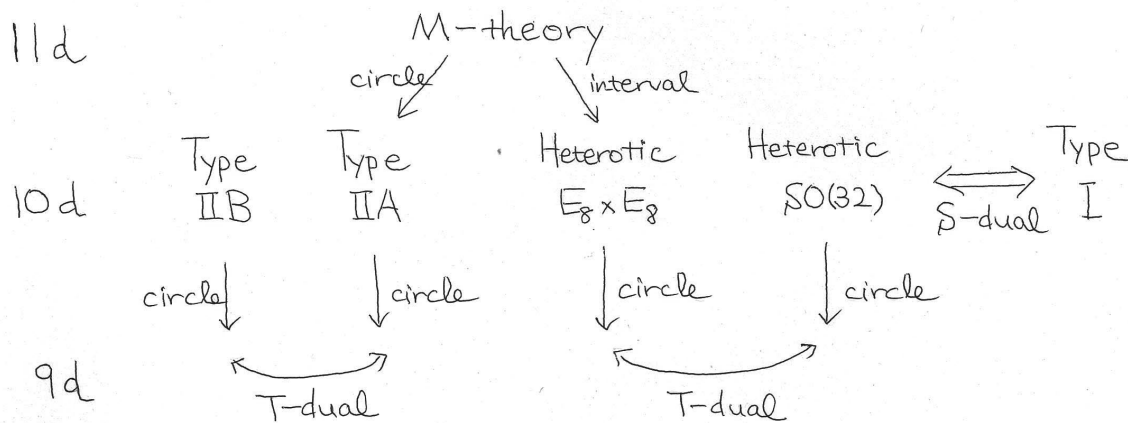 11d
M-theory
circle
interval
10d
Type
IIB
Type
IIA
Heterotic
E₈ × E₈
Heterotic
SO(32)
S-dual
Type
I
circle
circle
circle
circle
9d
T-dual
T-dual